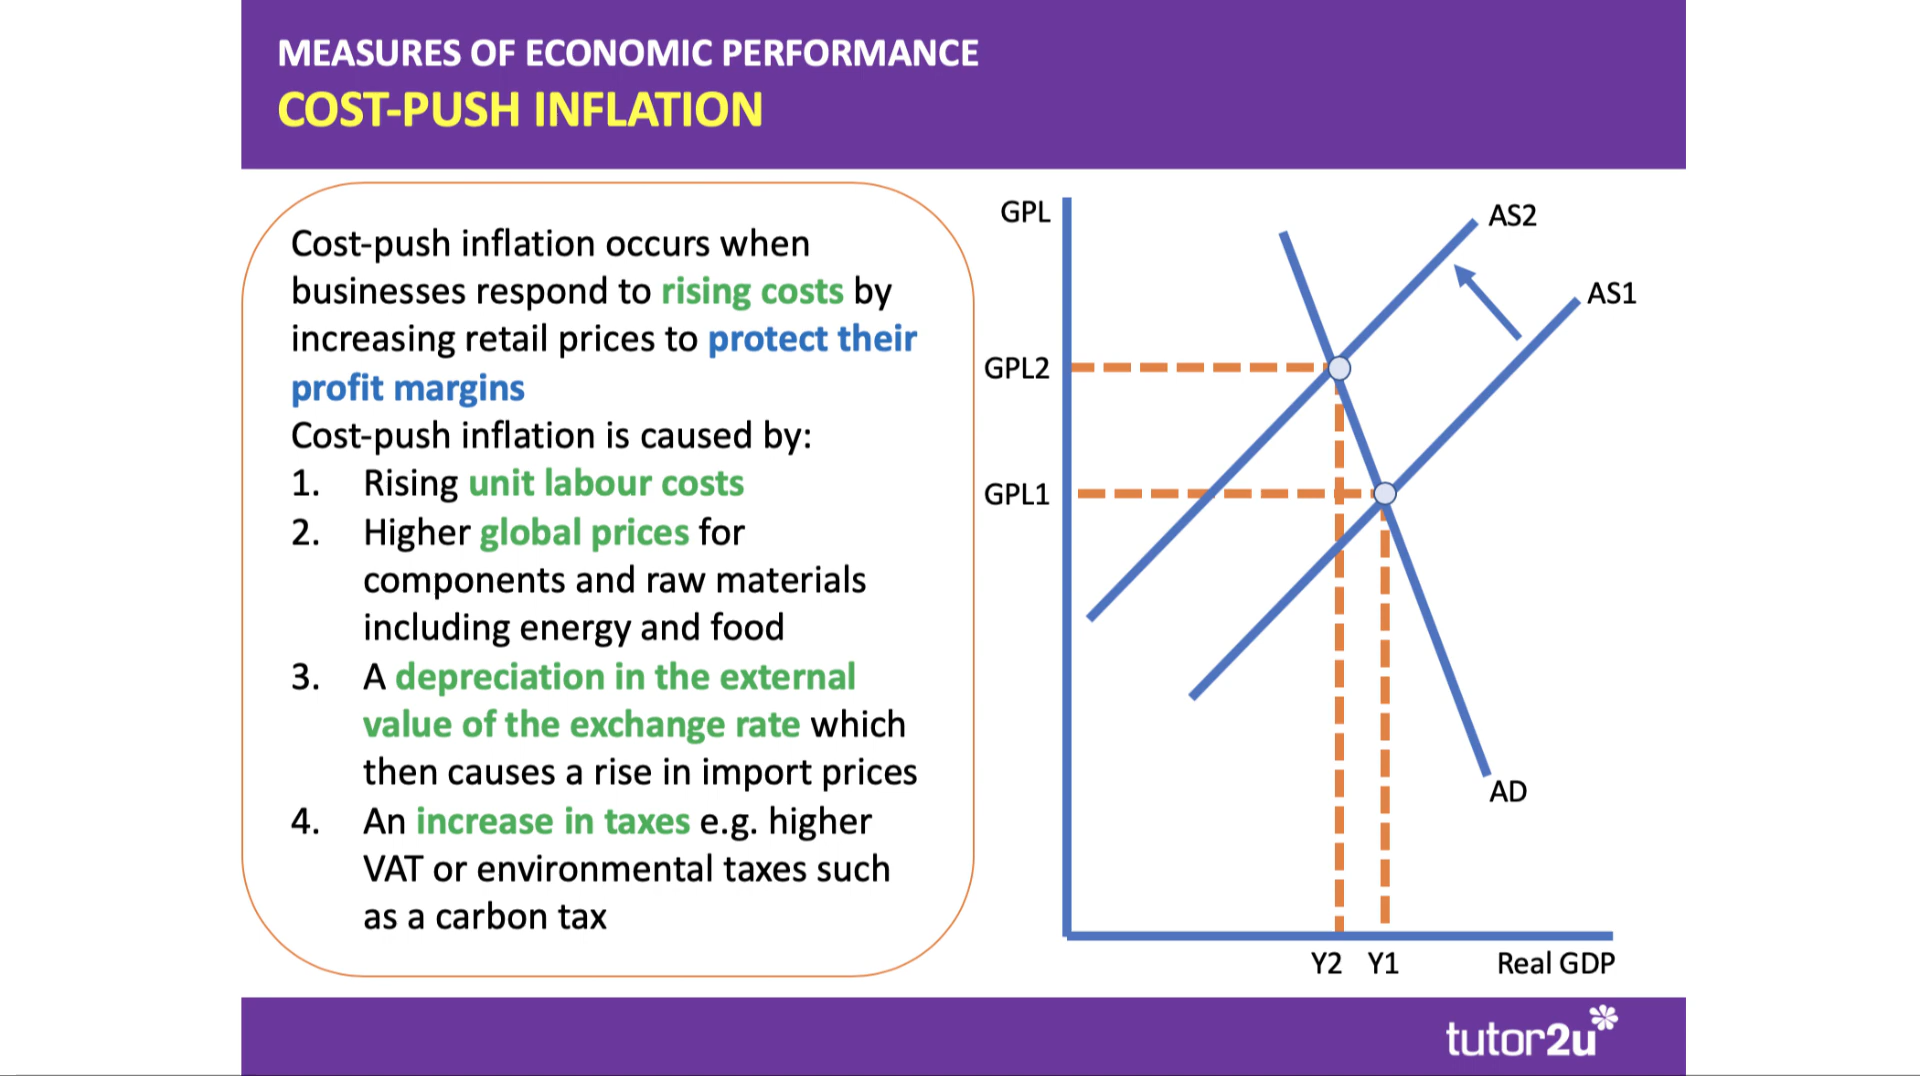 MEASURES OF ECONOMIC PERFORMANCE
COST-PUSH INFLATION
Cost-push inflation occurs when
businesses respond to rising costs by
increasing retail prices to protect their
profit margins
Cost-push inflation is caused by:
1. Rising unit labour costs
2. Higher global prices for
components and raw materials
including energy and food
3. A depreciation in the external
value of the exchange rate which
then causes a rise in import prices
4. An increase in taxes e.g. higher
VAT or environmental taxes such
as a carbon tax
GPL
AS2
AS1
GPL2
GPL1
AD
Y2 Y1 Real GDP
tutor2u